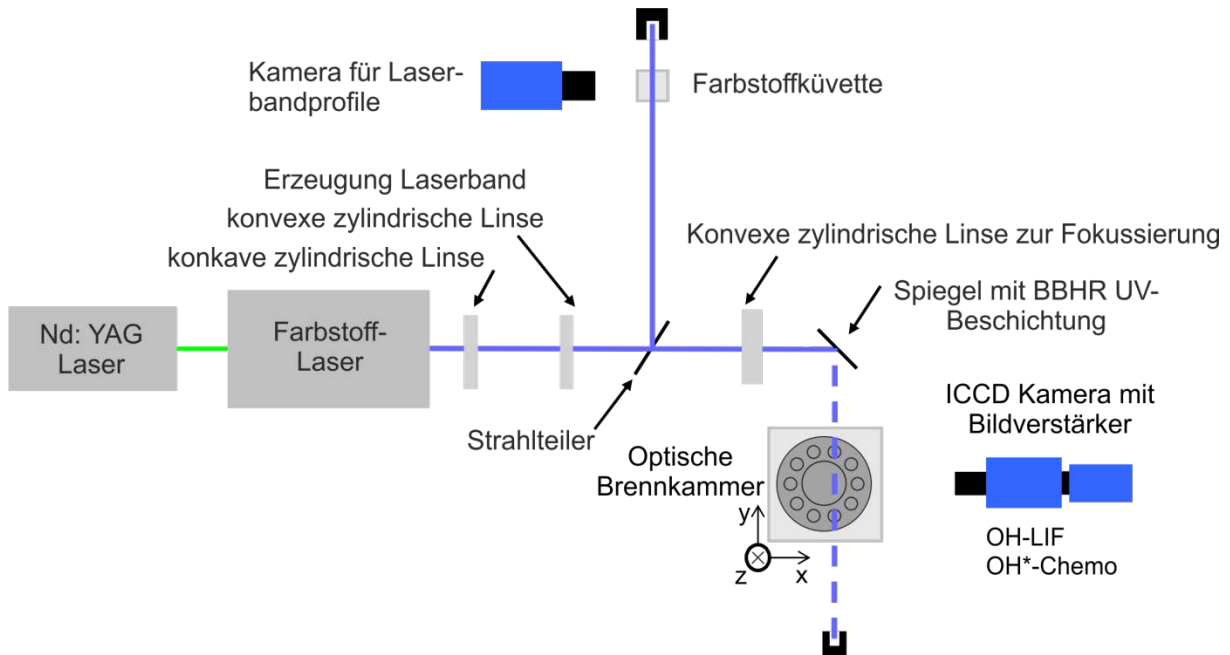 Kamera für Laser-
bandprofile
Farbstoffküvette
Erzeugung Laserband
konvexe zylindrische Linse
konkave zylindrische Linse
Konvexe zylindrische Linse zur Fokussierung
Spiegel mit BBHR UV-
Beschichtung
Nd: YAG
Laser
Farbstoff-
Laser
Strahlteiler
ICCD Kamera mit
Bildverstärker
Optische
Brennkammer
y
z
x
OH-LIF
OH*-Chemo